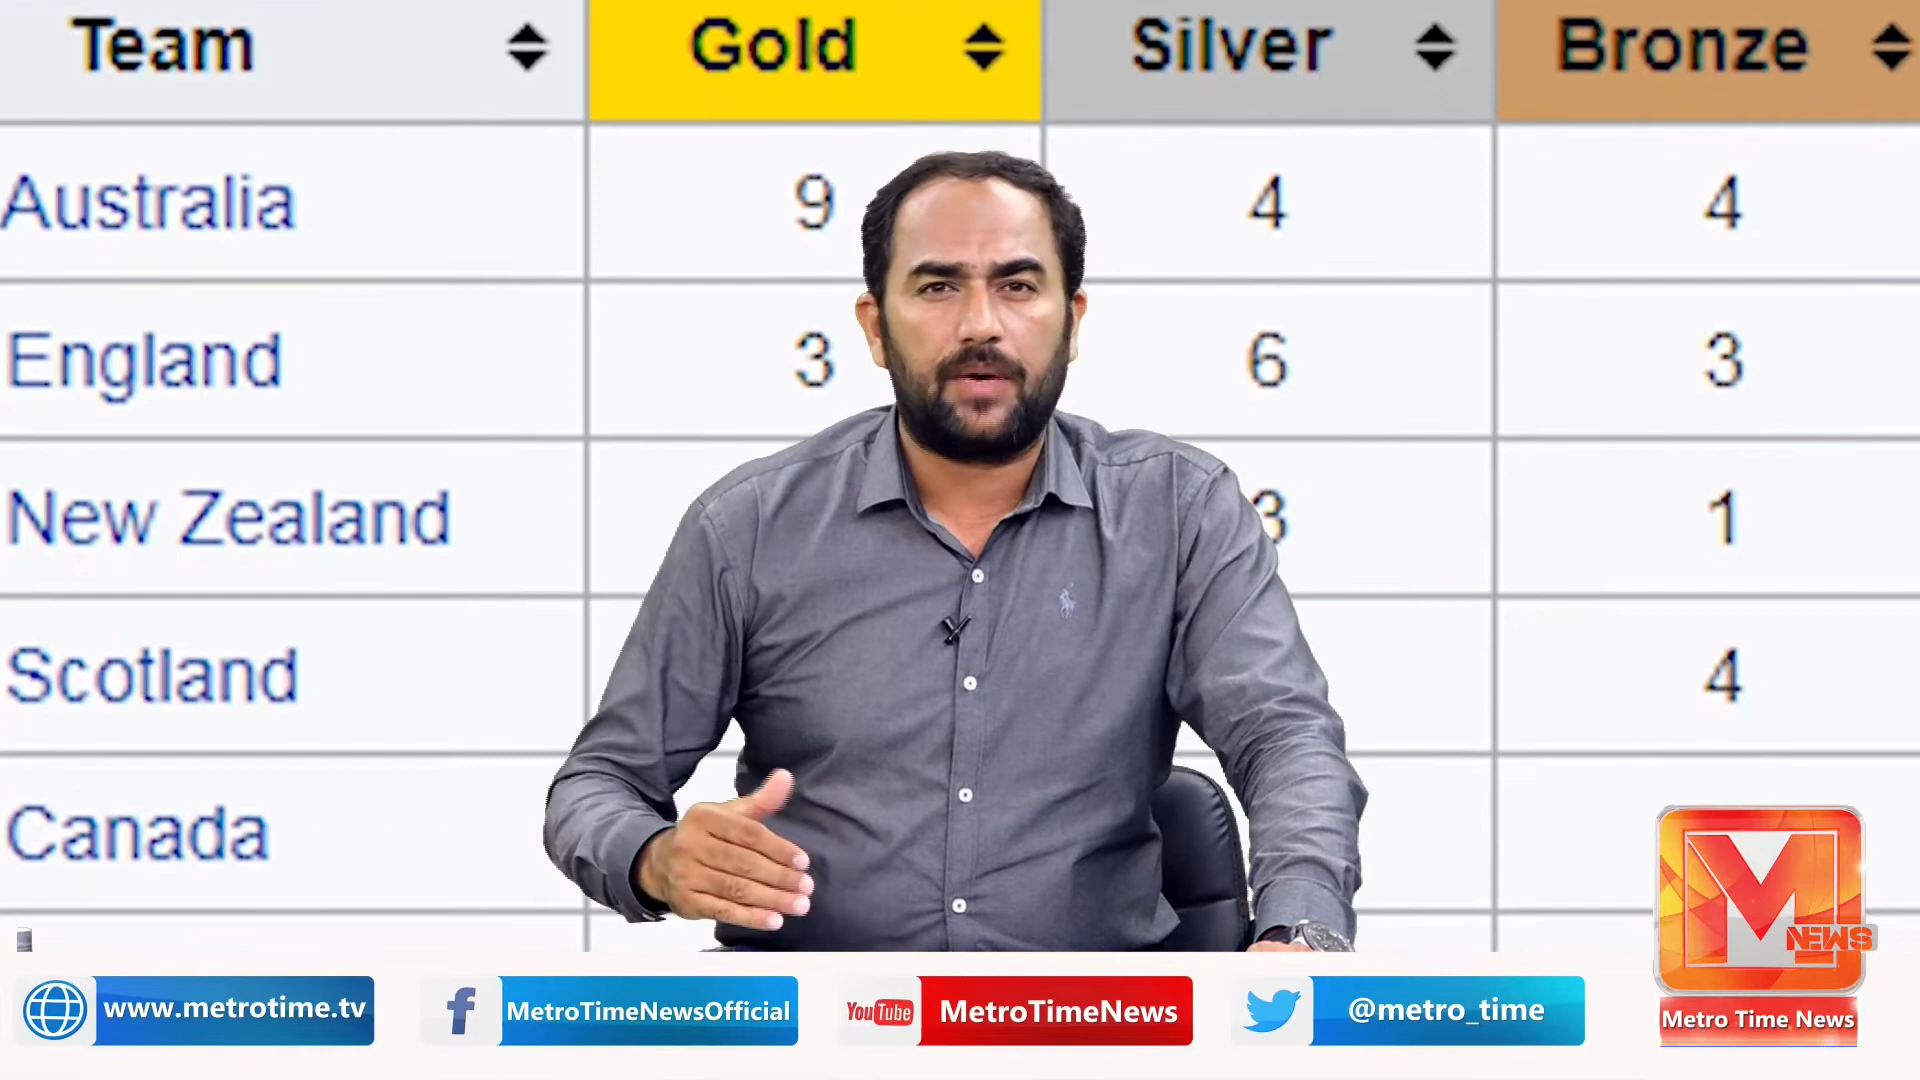 Team Gold Silver Bronze
Australia 9 4 4
England 3 6 3
New Zealand 3 1
Scotland 4
Canada
M NEWS
www.metrotime.tv
f MetroTimeNewsOfficial
YouTube MetroTimeNews
@metro_time
Metro Time News